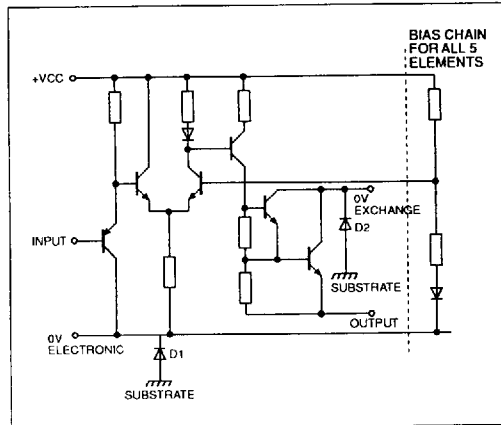 BIAS CHAIN
FOR ALL 5
ELEMENTS
+VCC
0V
EXCHANGE
D2
INPUT
SUBSTRATE
OUTPUT
0V
ELECTRONIC
D1
SUBSTRATE